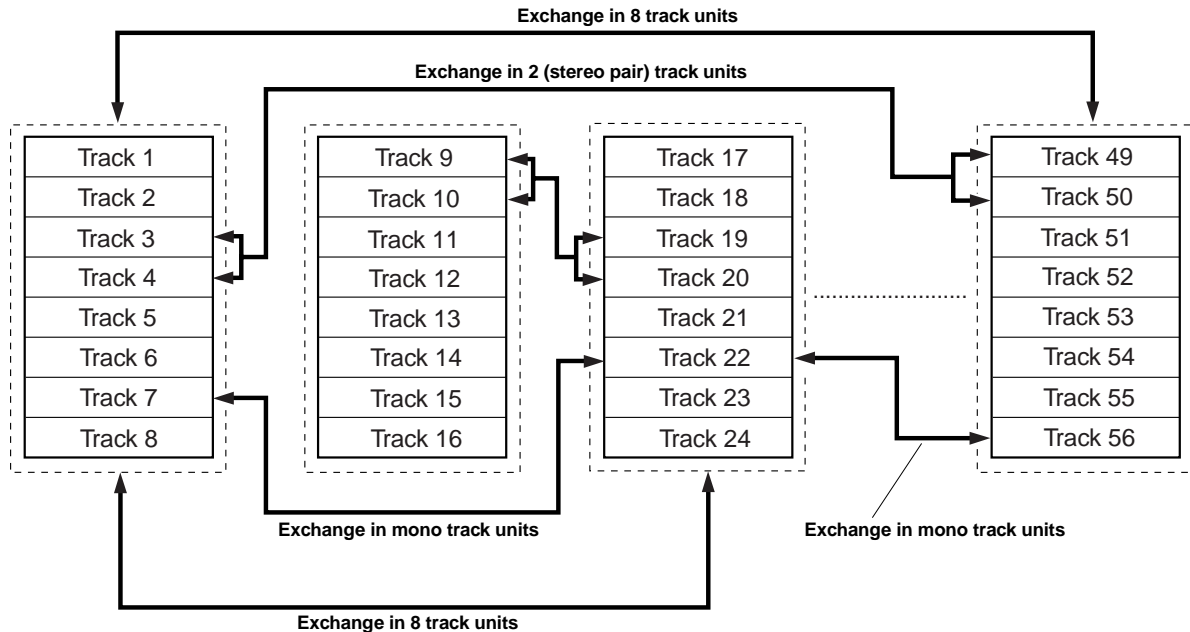 Exchange in 8 track units
Exchange in 2 (stereo pair) track units
Track 1
Track 2
Track 3
Track 4
Track 5
Track 6
Track 7
Track 8
Track 9
Track 10
Track 11
Track 12
Track 13
Track 14
Track 15
Track 16
Track 17
Track 18
Track 19
Track 20
Track 21
Track 22
Track 23
Track 24
Track 49
Track 50
Track 51
Track 52
Track 53
Track 54
Track 55
Track 56
Exchange in mono track units
Exchange in mono track units
Exchange in 8 track units